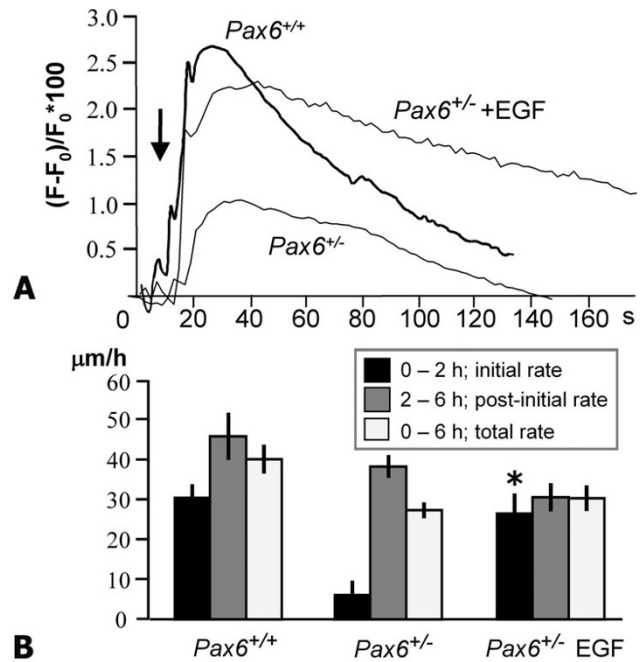 3.0
2.5
2.0
1.5
1.0
0.5
(F-F₀)/F₀*100
Pax6+/+
Pax6+/- +EGF
Pax6+/-
A
0 20 40 60 80 100 120 140 160 s
μm/h
60
50
40
30
20
10
0
0 – 2 h; initial rate
2 – 6 h; post-initial rate
0 – 6 h; total rate
*
B
Pax6+/+ Pax6+/- Pax6+/- EGF